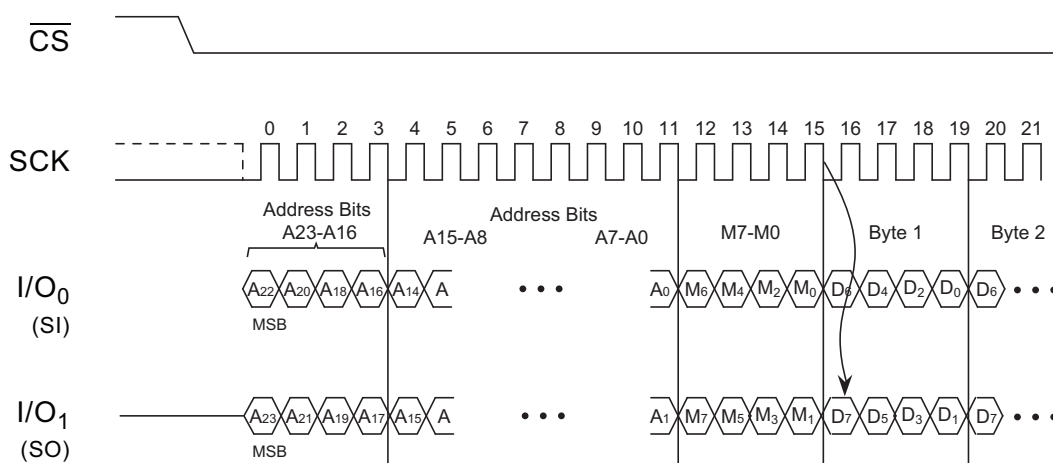 CS
0 1 2 3 4 5 6 7 8 9 10 11 12 13 14 15 16 17 18 19 20 21
SCK
Address Bits
A23-A16
Address Bits
A15-A8 A7-A0 M7-M0 Byte 1 Byte 2
I/O0 A22 A20 A18 A16 A14 A • • • A0 M6 M4 M2 M0 D6 D4 D2 D0 D6 • • •
(SI) MSB
I/O1 A23 A21 A19 A17 A15 A • • • A1 M7 M5 M3 M1 D7 D5 D3 D1 D7 • • •
(SO) MSB